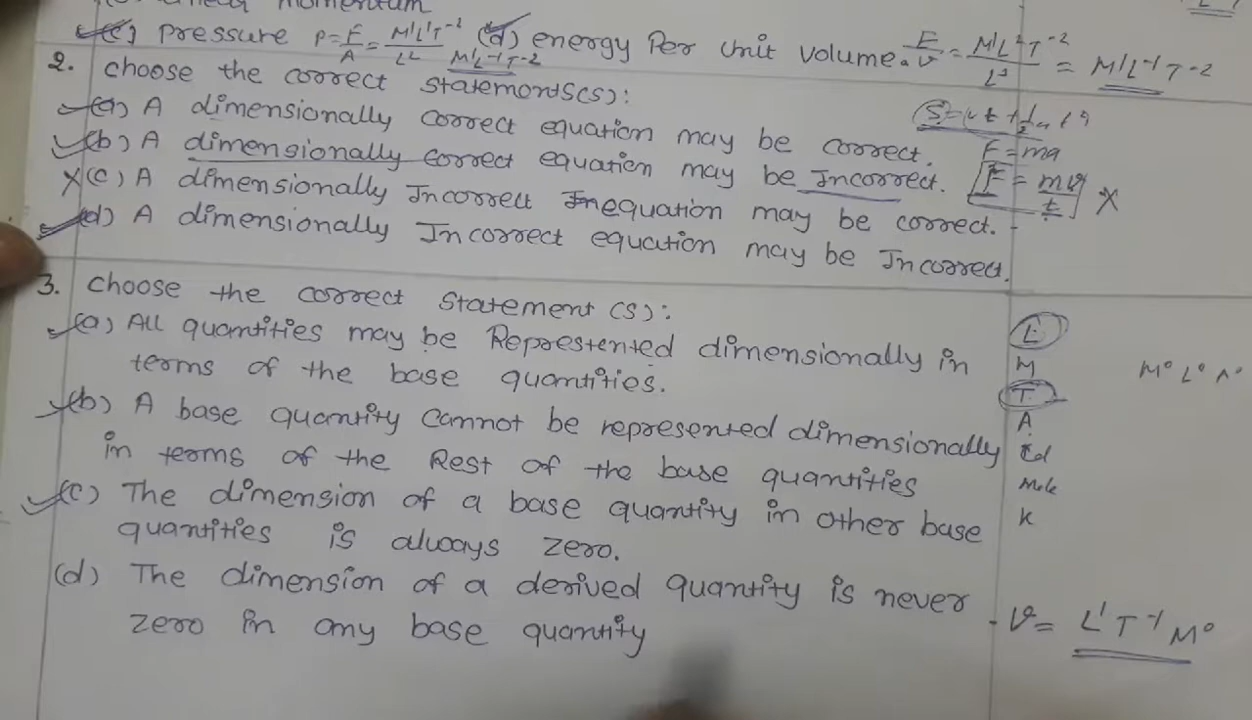 momentum
(c) Pressure P=F/A = M¹L¹T⁻²/L² M¹L⁻¹T⁻² (d) energy Per Unit Volume. E/V = M¹L²T⁻²/L³ = M¹L⁻¹T⁻²
2. choose the correct statements(s):
(a) A dimensionally correct equation may be correct.
(b) A dimensionally correct equation may be Incorrect.
(c) A dimensionally Incorrect equation may be correct.
(d) A dimensionally Incorrect equation may be Incorrect.
F=ma
F = mv/t ×
3. choose the correct statement (s):
(a) All quantities may be Represtented dimensionally in
terms of the base quantities.
(b) A base quantity cannot be represented dimensionally
in terms of the Rest of the base quantities
(c) The dimension of a base quantity in other base
quantities is always zero.
(d) The dimension of a derived quantity is never
zero in any base quantity
L
M
T
A
Cd
Mole
K
M⁰ L⁰
V = L¹T⁻¹M⁰